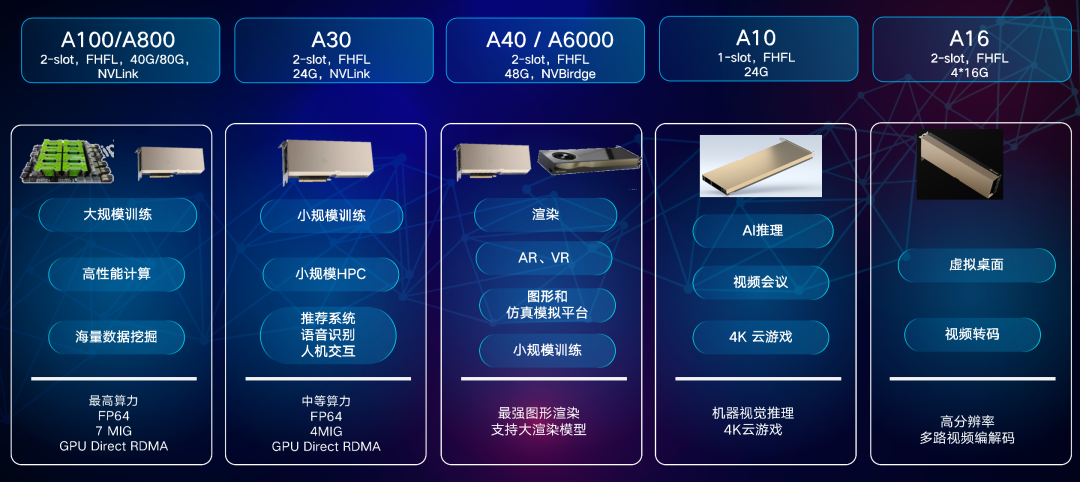 A100/A800
2-slot，FHFL，40G/80G，
NVLink
A30
2-slot，FHFL
24G，NVLink
A40 / A6000
2-slot，FHFL
48G，NVBirdge
A10
1-slot，FHFL
24G
A16
2-slot，FHFL
4*16G
大规模训练
高性能计算
海量数据挖掘
最高算力
FP64
7 MIG
GPU Direct RDMA
小规模训练
小规模HPC
推荐系统
语音识别
人机交互
中等算力
FP64
4MIG
GPU Direct RDMA
渲染
AR、VR
图形和
仿真模拟平台
小规模训练
最强图形渲染
支持大渲染模型
AI推理
视频会议
4K 云游戏
机器视觉推理
4K云游戏
虚拟桌面
视频转码
高分辨率
多路视频编解码